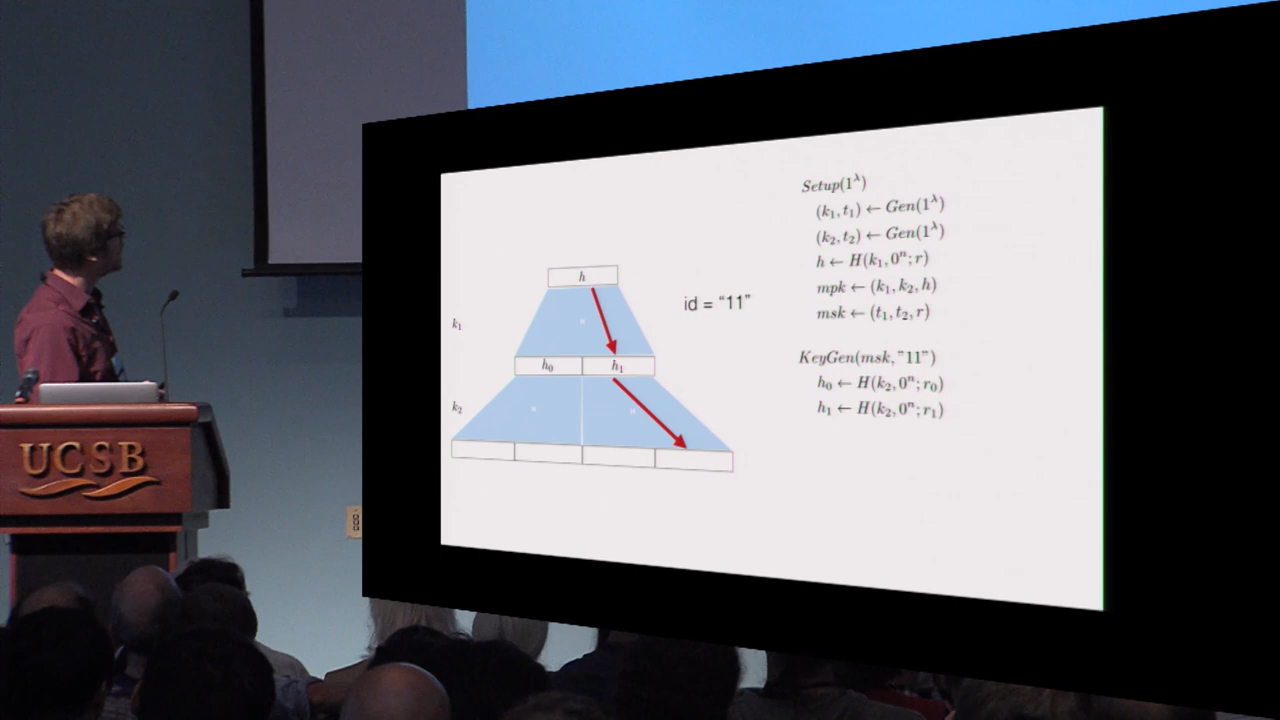 UCSB
h
k₁
id = “11”
h₀
h₁
k₂
Setup(1^λ)
(k₁, t₁) ← Gen(1^λ)
(k₂, t₂) ← Gen(1^λ)
h ← H(k₁, 0ⁿ; r)
mpk ← (k₁, k₂, h)
msk ← (t₁, t₂, r)
KeyGen(msk, ”11”)
h₀ ← H(k₂, 0ⁿ; r₀)
h₁ ← H(k₂, 0ⁿ; r₁)